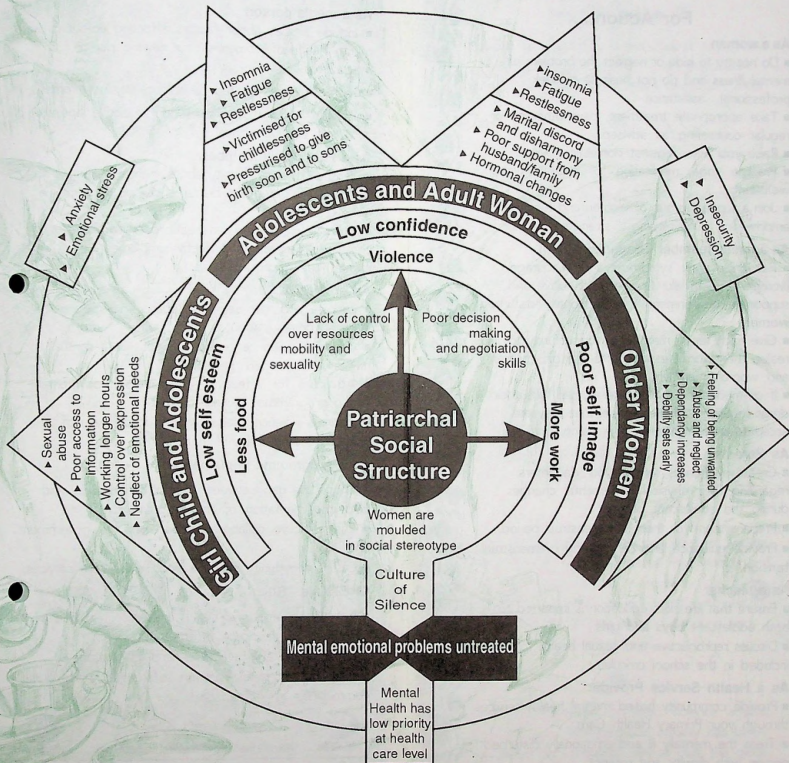 ▸ Insomnia
▸ Fatigue
▸ Restlessness
▸ Victimised for
childlessness
▸ Pressurised to give
birth soon and to sons
▸ insomnia
▸ Fatigue
▸ Restlessness
▸ Marital discord
and disharmony
▸ Poor support from
husband/family
▸ Hormonal changes
▸ Anxiety
▸ Emotional stress
▸ Insecurity
▸ Depression
Adolescents and Adult Woman
Low confidence
Violence
Lack of control
over resources
mobility and
sexuality
Poor decision
making
and negotiation
skills
Girl Child and Adolescents
Low self esteem
Less food
Patriarchal
Social
Structure
More work
Poor self image
Older Women
▸ Sexual
abuse
▸ Poor access to
information
▸ Working longer hours
▸ Control over expression
▸ Neglect of emotional needs
▸ Feeling of being unwanted
▸ Abuse and neglect
▸ Dependancy increases
▸ Debility sets early
Women are
moulded
in social stereotype
Culture
of
Silence
Mental emotional problems untreated
Mental
Health has
low priority
at health
care level